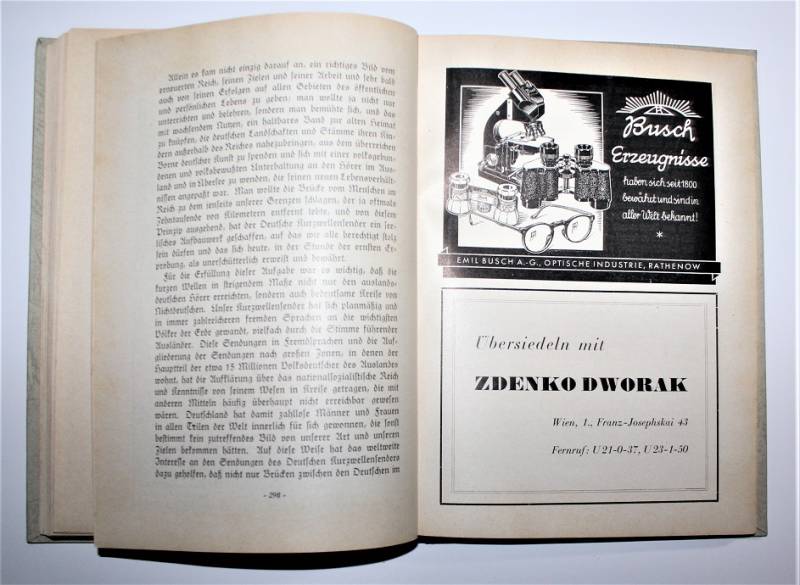 Allein es kam nicht einzig darauf an, ein richtiges Bild vom
erneuerten Reich, seinen Zielen und seiner Arbeit und sehr bald
auch von seinen Erfolgen auf allen Gebieten des öffentlichen
und persönlichen Lebens zu geben; man wollte ja nicht nur
unterrichten und belehren, sondern man bemühte sich, und das
mit wachsendem Nutzen, ein haltbares Band zur alten Heimat
zu knüpfen, die deutschen Landschaften und Stämme ihren Kin-
dern außerhalb des Reiches nahezubringen, aus dem überreichen
Borne deutscher Kunst zu spenden und sich mit einer volksgebun-
denen und volksbewußten Unterhaltung an den Hörer im Aus-
land und in Übersee zu wenden, die seinen neuen Lebensverhält-
nissen angepaßt war. Man wollte die Brücke vom Menschen im
Reich zu dem jenseits unserer Grenzen schlagen, der ja oftmals
Zehntausende von Kilometern entfernt lebte, und von diesem
Prinzip ausgehend, hat der Deutsche Kurzwellensender ein see-
lisches Aufbauwerk geschaffen, auf das wir alle berechtigt stolz
sein dürfen und das sich heute, in der Stunde der ernsten Er-
probung, als unerschütterlich erweist und bewährt.
Für die Erfüllung dieser Aufgabe war es wichtig, daß die
kurzen Wellen in steigendem Maße nicht nur den auslands-
deutschen Hörer erreichten, sondern auch bedeutsame Kreise von
Nichtdeutschen. Unser Kurzwellensender hat sich planmäßig und
in immer zahlreicheren fremden Sprachen an die wichtigsten
Völker der Erde gewandt, vielfach durch die Stimme führender
Ausländer. Diese Sendungen in Fremdsprachen und die Auf-
gliederung der Sendungen nach großen Zonen, in denen der
Hauptteil der etwa 15 Millionen Volksdeutscher des Auslandes
wohnt, hat die Aufklärung über das nationalsozialistische Reich
und Kenntnisse von seinem Wesen in Kreise getragen, die mit
anderen Mitteln häufig überhaupt nicht erreichbar gewesen
wären. Deutschland hat damit zahllose Männer und Frauen
in allen Teilen der Welt innerlich für sich gewonnen, die sonst
bestimmt kein zutreffendes Bild von unserer Art und unseren
Zielen bekommen hätten. Auf diese Weise hat das weltweite
Interesse an den Sendungen des Deutschen Kurzwellensenders
dazu geholfen, daß nicht nur Brücken zwischen den Deutschen im
- 298 -
Busch
Erzeugnisse
haben sich seit 1800
bewährt und sind in
aller Welt bekannt!
*
EMIL BUSCH A.-G., OPTISCHE INDUSTRIE, RATHENOW
Übersiedeln mit
ZDENKO DWORAK
Wien, 1., Franz-Josephskai 43
Fernruf: U 21-0-37, U 23-1-50